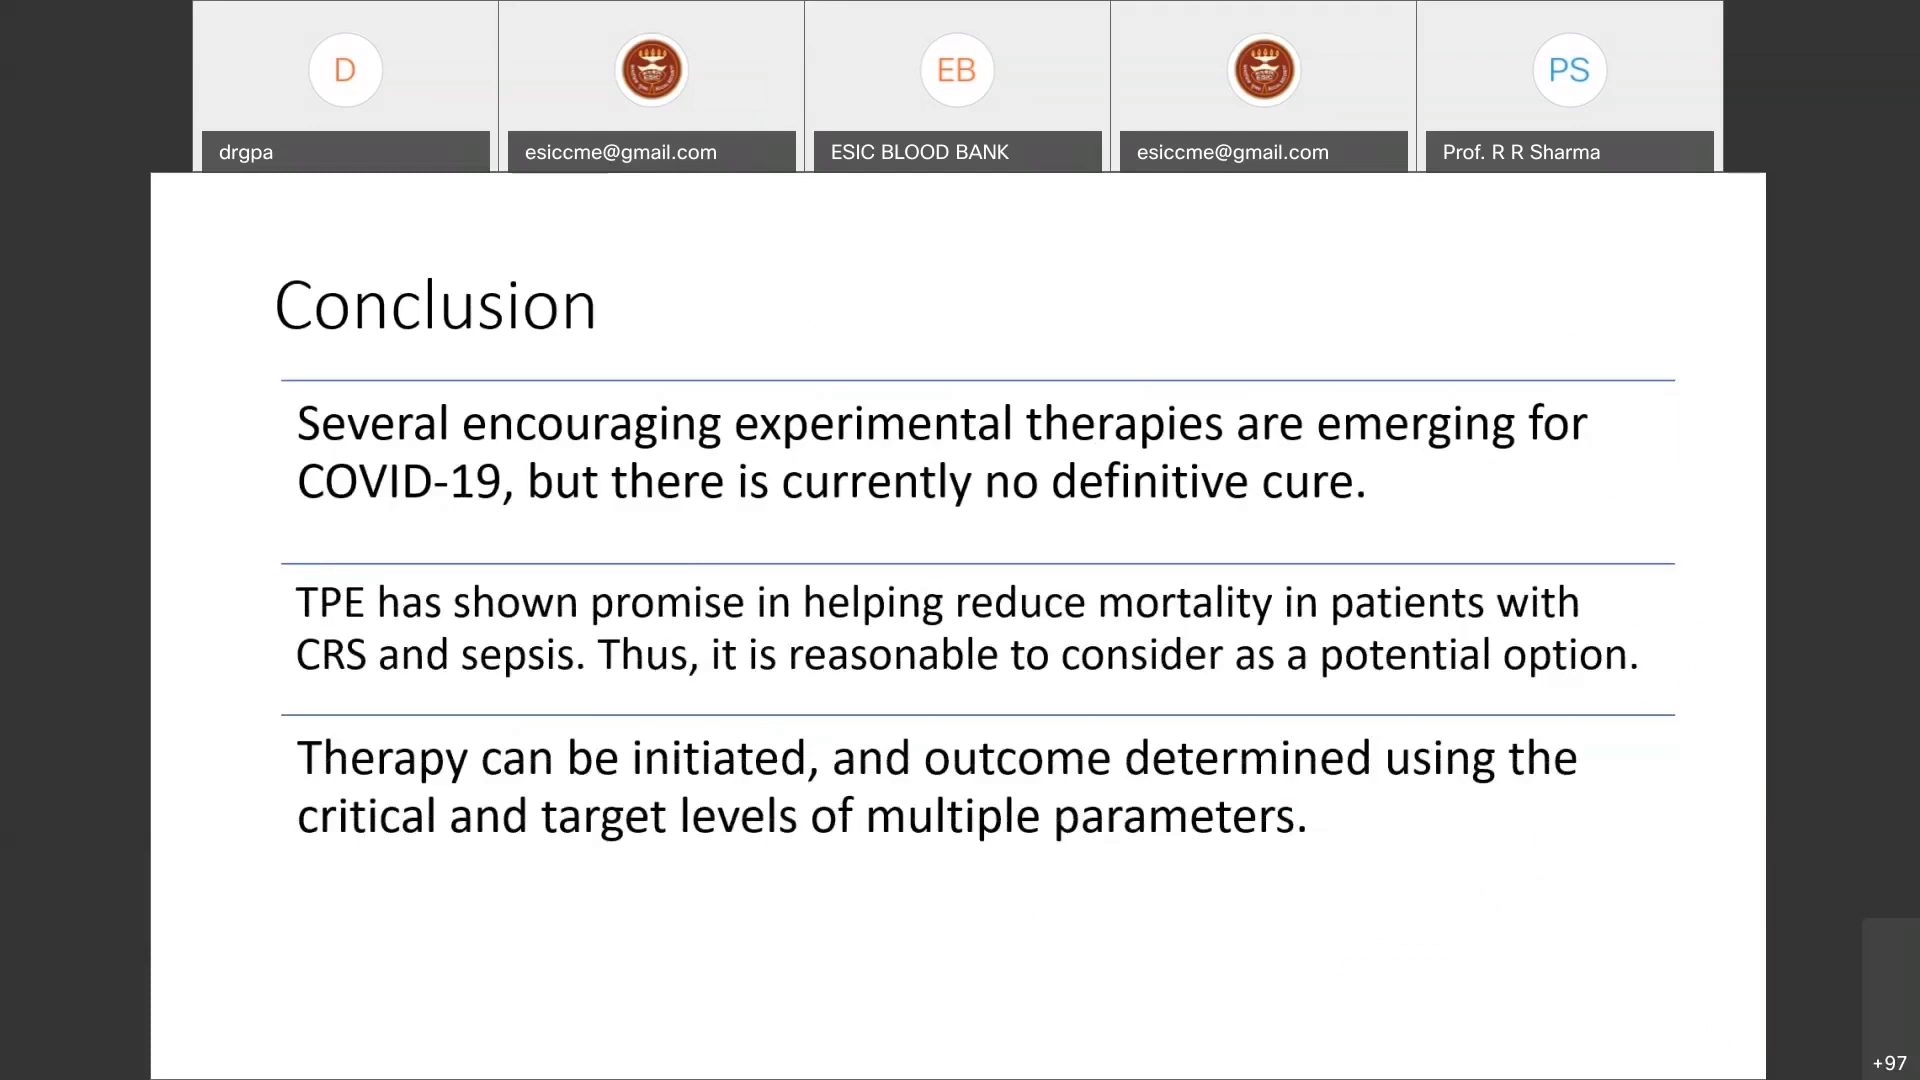 D
EB
PS
drgpa
esiccme@gmail.com
ESIC BLOOD BANK
esiccme@gmail.com
Prof. R R Sharma
Conclusion
Several encouraging experimental therapies are emerging for
COVID-19, but there is currently no definitive cure.
TPE has shown promise in helping reduce mortality in patients with
CRS and sepsis. Thus, it is reasonable to consider as a potential option.
Therapy can be initiated, and outcome determined using the
critical and target levels of multiple parameters.
+97